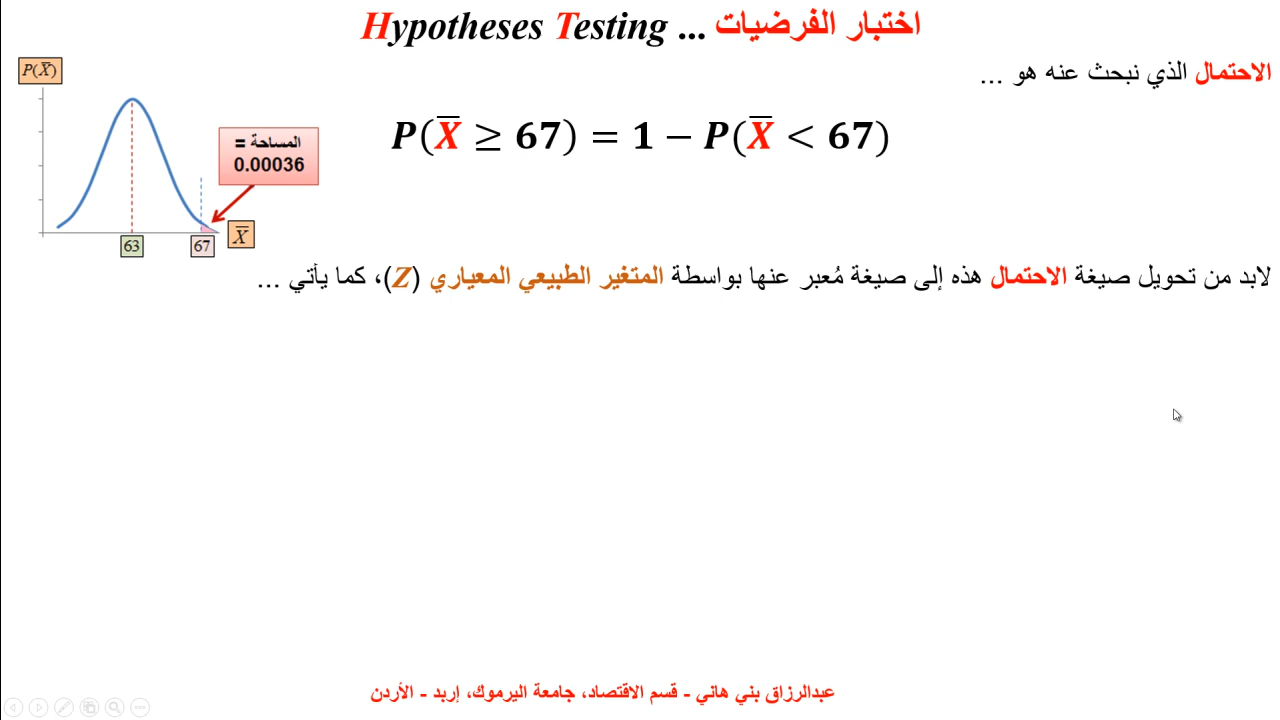 اختبار الفرضيات ... Hypotheses Testing
الاحتمال الذي نبحث عنه هو ...
P(X̅)
P(X̅ ≥ 67) = 1 − P(X̅ < 67)
المساحة =
0.00036
X̅
63
67
لابد من تحويل صيغة الاحتمال هذه إلى صيغة مُعبر عنها بواسطة المتغير الطبيعي المعياري (Z)، كما يأتي ...
عبدالرزاق بني هاني - قسم الاقتصاد، جامعة اليرموك، إربد - الأردن